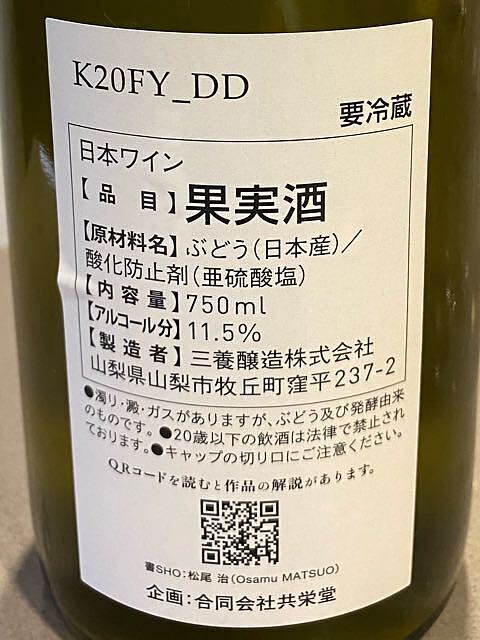 K20FY_DD
要冷蔵
日本ワイン
【品 目】果実酒
【原材料名】ぶどう(日本産)／
酸化防止剤(亜硫酸塩)
【内容量】750ml
【アルコール分】11.5%
【製造者】三養醸造株式会社
山梨県山梨市牧丘町窪平237-2
●濁り・澱・ガスがありますが、ぶどう及び発酵由来
のものです。●20歳以下の飲酒は法律で禁止され
ております。●キャップの切り口にご注意ください。
QRコードを読むと作品の解説があります。
書SHO：松尾 治(Osamu MATSUO)
企画：合同会社共栄堂